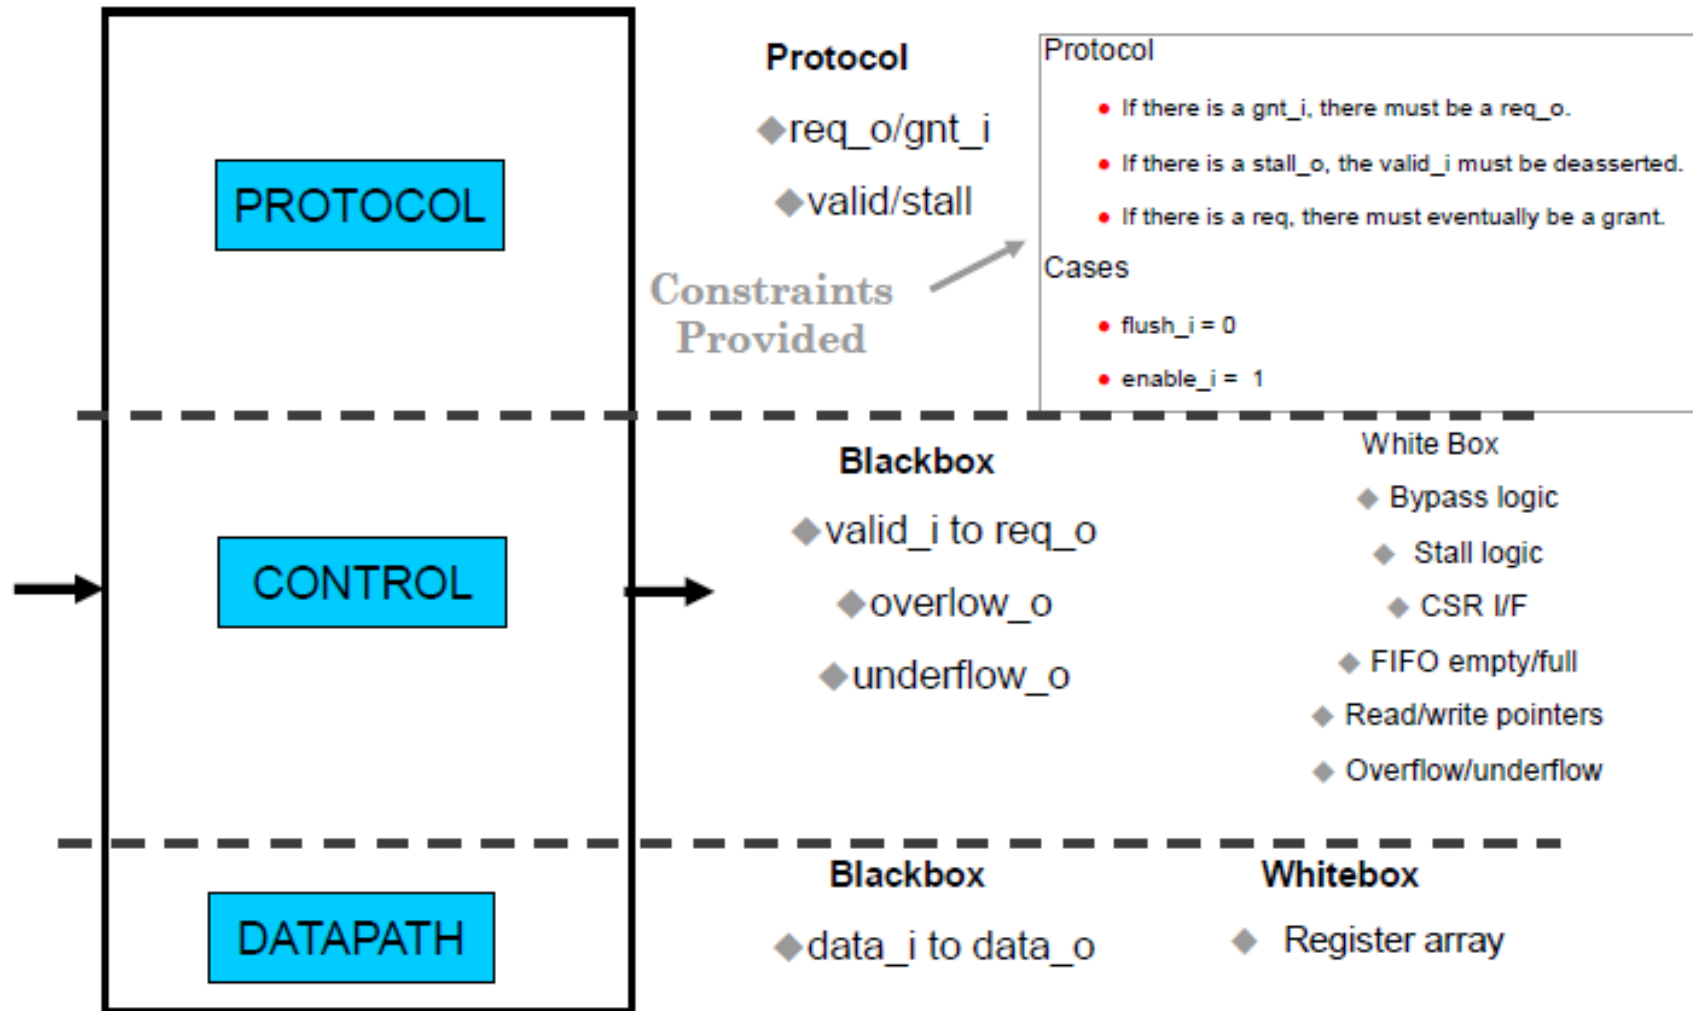 PROTOCOL
Protocol
req_o/gnt_i
valid/stall
Constraints
Provided
Protocol
If there is a gnt_i, there must be a req_o.
If there is a stall_o, the valid_i must be deasserted.
If there is a req, there must eventually be a grant.
Cases
flush_i = 0
enable_i = 1
CONTROL
Blackbox
valid_i to req_o
overlow_o
underflow_o
White Box
Bypass logic
Stall logic
CSR I/F
FIFO empty/full
Read/write pointers
Overflow/underflow
DATAPATH
Blackbox
data_i to data_o
Whitebox
Register array